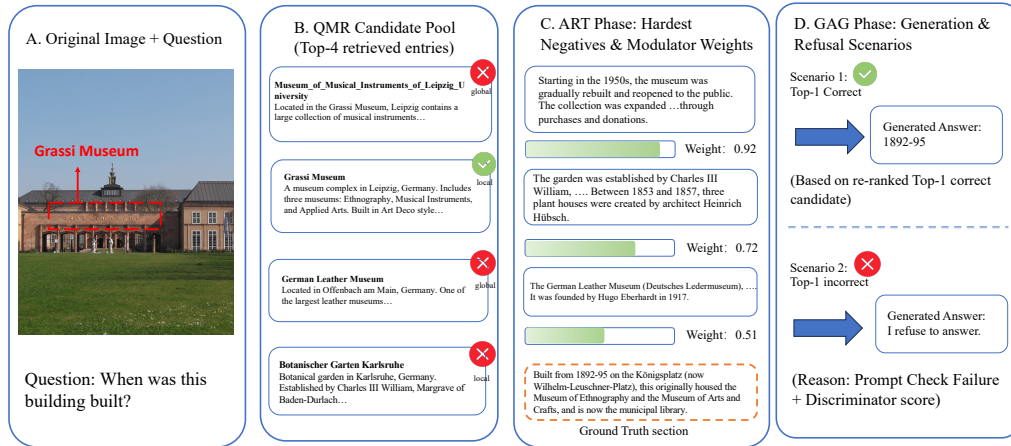 A. Original Image + Question
Grassi Museum
Question: When was this
building built?
B. QMR Candidate Pool
(Top-4 retrieved entries)
Museum_of_Musical_Instruments_of_Leipzig_U
niversity
Located in the Grassi Museum, Leipzig contains a
large collection of musical instruments…
global
Grassi Museum
A museum complex in Leipzig, Germany. Includes
three museums: Ethnography, Musical Instruments,
and Applied Arts. Built in Art Deco style…
local
German Leather Museum
Located in Offenbach am Main, Germany. One of
the largest leather museums…
global
Botanischer Garten Karlsruhe
Botanical garden in Karlsruhe, Germany.
Established by Charles III William, Margrave of
Baden-Durlach…
local
C. ART Phase: Hardest
Negatives & Modulator Weights
Starting in the 1950s, the museum was
gradually rebuilt and reopened to the public.
The collection was expanded …through
purchases and donations.
Weight: 0.92
The garden was established by Charles III
William, …. Between 1853 and 1857, three
plant houses were created by architect Heinrich
Hübsch.
Weight: 0.72
The German Leather Museum (Deutsches Ledermuseum), ….
It was founded by Hugo Eberhardt in 1917.
Weight: 0.51
Built from 1892-95 on the Königsplatz (now
Wilhelm-Leuschner-Platz), this originally housed the
Museum of Ethnography and the Museum of Arts and
Crafts, and is now the municipal library.
Ground Truth section
D. GAG Phase: Generation &
Refusal Scenarios
Scenario 1:
Top-1 Correct
Generated Answer:
1892-95
(Based on re-ranked Top-1 correct
candidate)
Scenario 2:
Top-1 incorrect
Generated Answer:
I refuse to answer.
(Reason: Prompt Check Failure
+ Discriminator score)